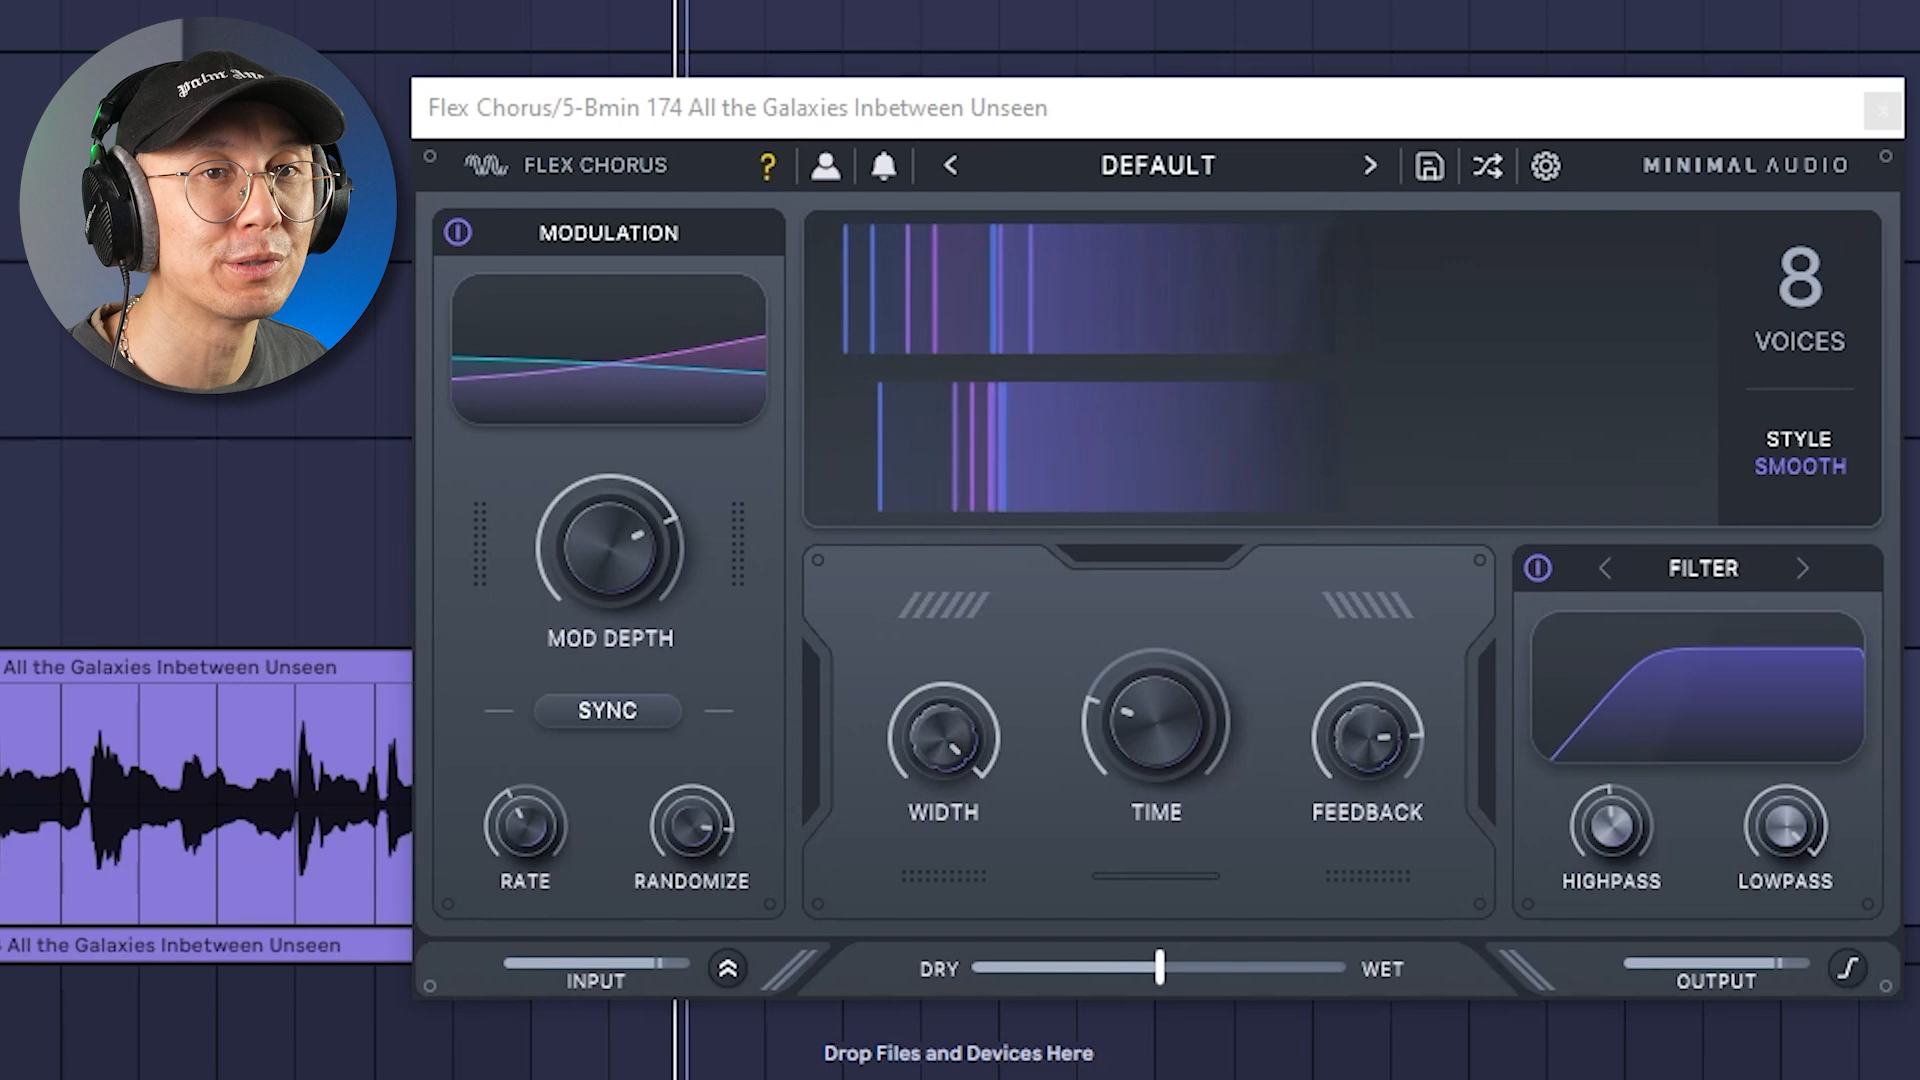 Palm
Flex Chorus/5-Bmin 174 All the Galaxies Inbetween Unseen
FLEX CHORUS
?
DEFAULT
MINIMAL AUDIO
MODULATION
8
VOICES
STYLE
SMOOTH
FILTER
MOD DEPTH
SYNC
All the Galaxies Inbetween Unseen
WIDTH
TIME
FEEDBACK
RATE
RANDOMIZE
HIGHPASS
LOWPASS
All the Galaxies Inbetween Unseen
INPUT
DRY
WET
OUTPUT
Drop Files and Devices Here